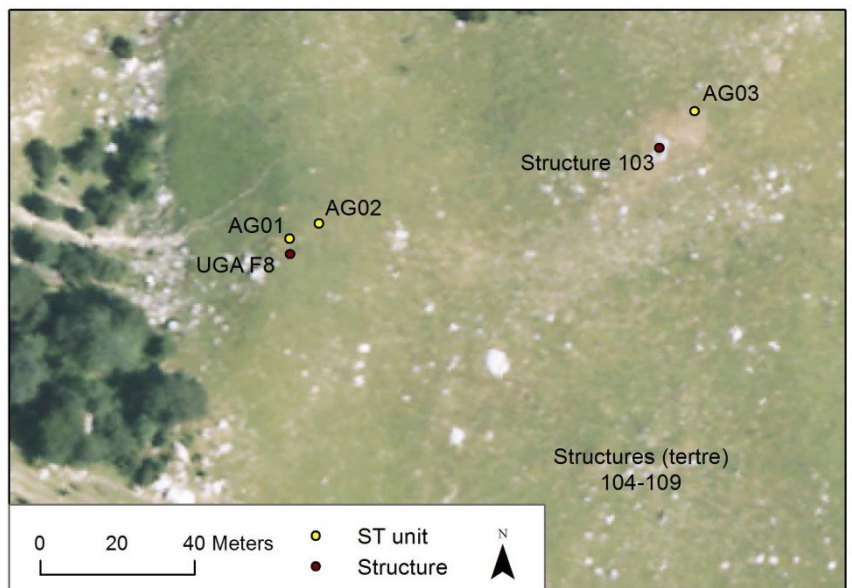 AG03
Structure 103
AG02
AG01
UGA F8
Structures (tertre)
104-109
0 20 40 Meters
ST unit
Structure
N